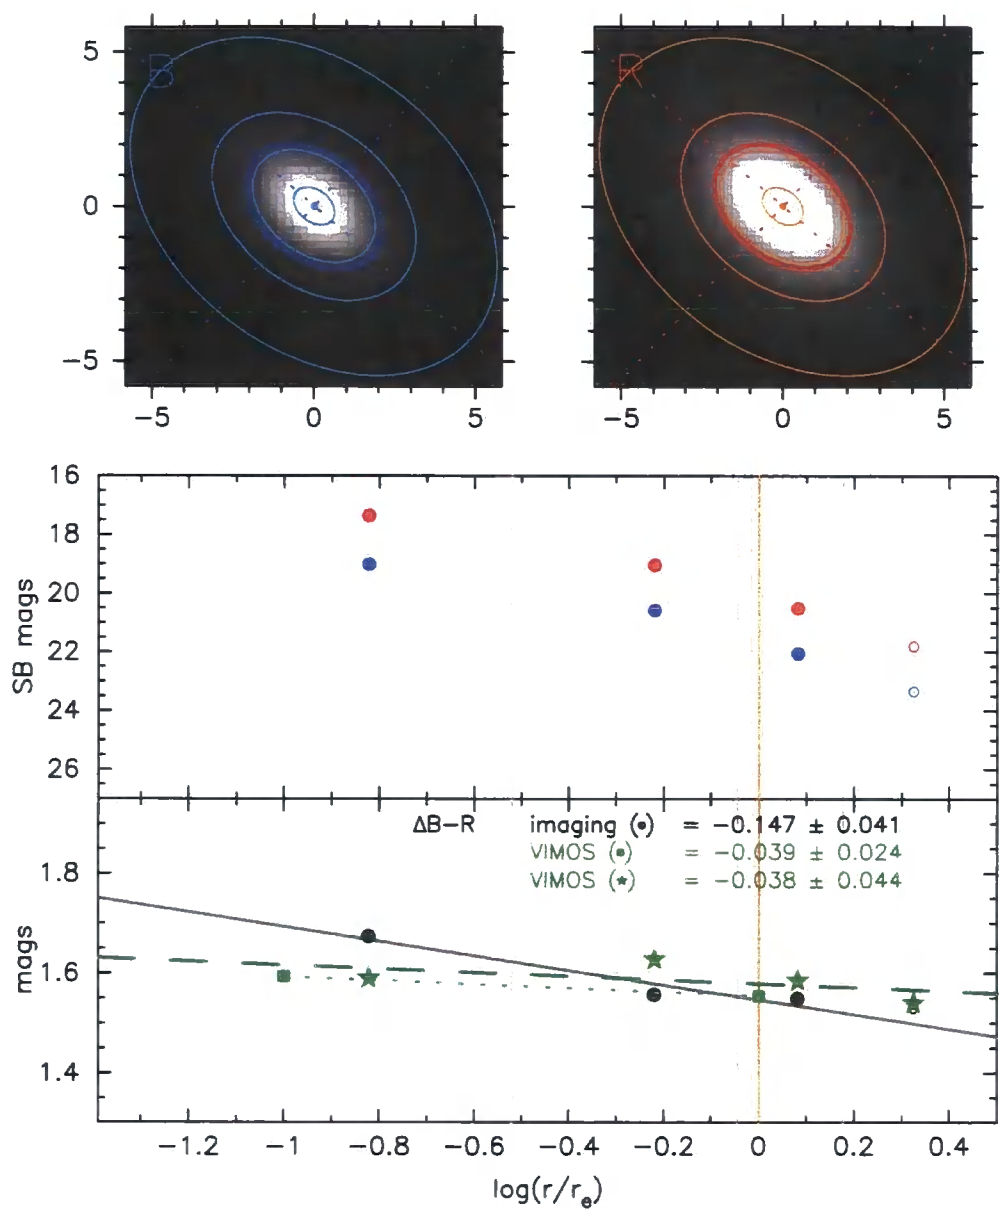 B
R
5
0
−5
−5 0 5
−5 0 5
16
18
20
22
24
26
SB mags
ΔB−R imaging (•) = −0.147 ± 0.041
VIMOS (▪) = −0.039 ± 0.024
VIMOS (★) = −0.038 ± 0.044
1.8
1.6
1.4
mags
−1.2 −1 −0.8 −0.6 −0.4 −0.2 0 0.2 0.4
log(r/rₑ)